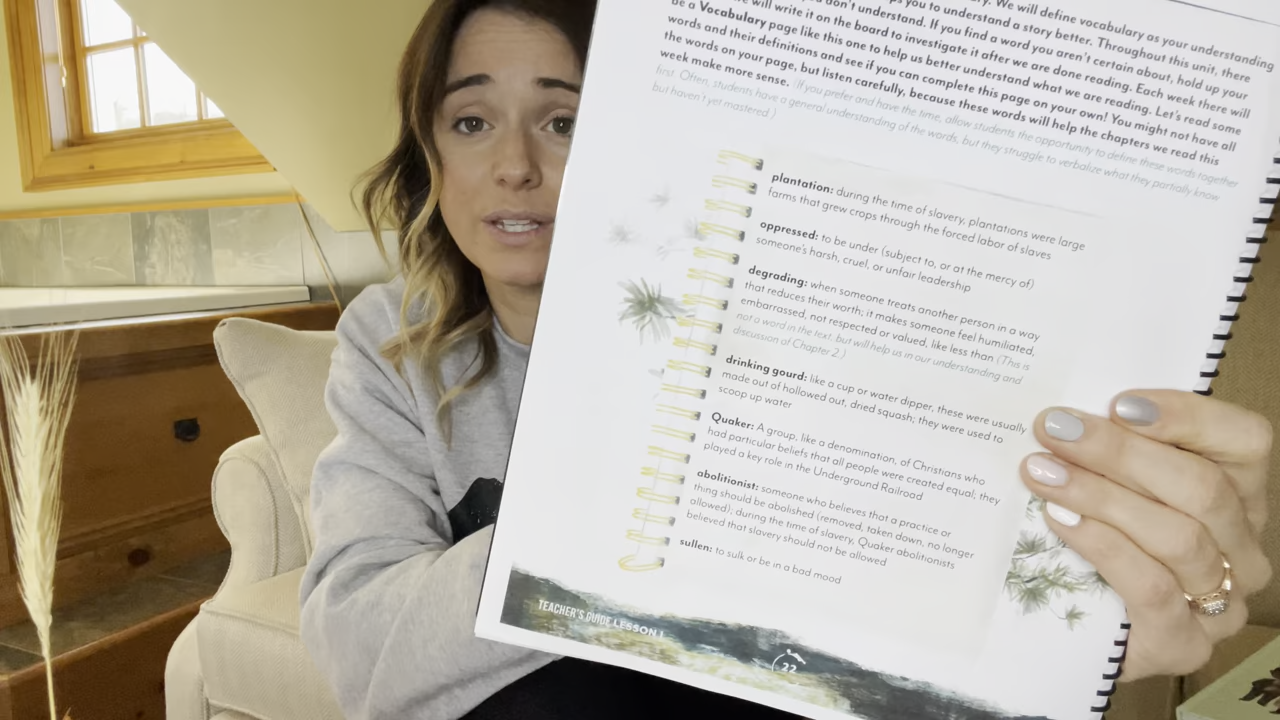 We will define vocabulary as your understanding
you to understand a story better. Throughout this unit, there
don't understand. If you find a word you aren't certain about, hold up your
will write it on the board to investigate it after we are done reading. Each week there will
be a Vocabulary page like this one to help us better understand what we are reading. Let's read some
words and their definitions and see if you can complete this page on your own! You might not have all
the words on your page, but listen carefully, because these words will help the chapters we read this
week make more sense. (If you prefer and have the time, allow students the opportunity to define these words together
first. Often, students have a general understanding of the words, but they struggle to verbalize what they partially know
but haven't yet mastered.)
plantation: during the time of slavery, plantations were large
farms that grew crops through the forced labor of slaves
oppressed: to be under (subject to, or at the mercy of)
someone's harsh, cruel, or unfair leadership
degrading: when someone treats another person in a way
that reduces their worth; it makes someone feel humiliated,
embarrassed, not respected or valued, like less than (This is
not a word in the text, but will help us in our understanding and
discussion of Chapter 2.)
drinking gourd: like a cup or water dipper, these were usually
made out of hollowed out, dried squash; they were used to
scoop up water
Quaker: A group, like a denomination, of Christians who
had particular beliefs that all people were created equal; they
played a key role in the Underground Railroad
abolitionist: someone who believes that a practice or
thing should be abolished (removed, taken down, no longer
allowed); during the time of slavery, Quaker abolitionists
believed that slavery should not be allowed
sullen: to sulk or be in a bad mood
TEACHER'S GUIDE LESSON 1
22